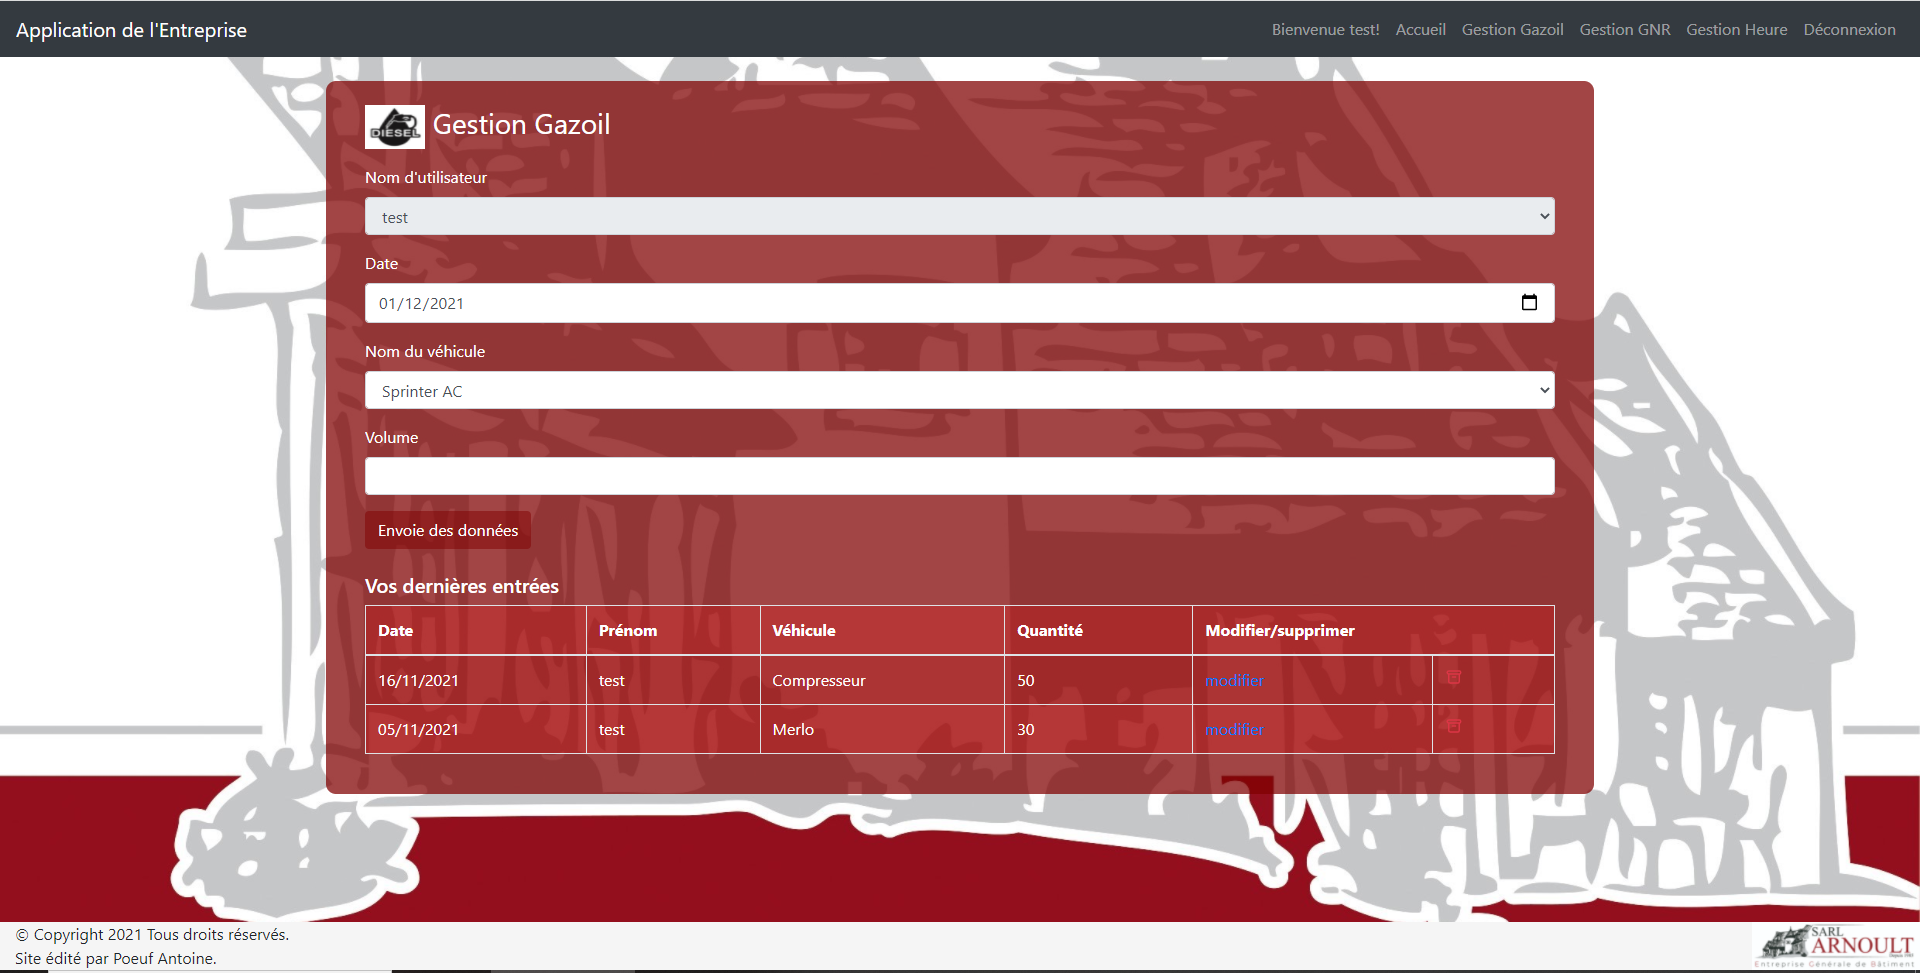 Application de l'Entreprise
Bienvenue test! Accueil Gestion Gazoil Gestion GNR Gestion Heure Déconnexion
DIESEL
Gestion Gazoil
Nom d'utilisateur
test
Date
01/12/2021
Nom du véhicule
Sprinter AC
Volume
Envoie des données
Vos dernières entrées
Date Prénom Véhicule Quantité Modifier/supprimer
16/11/2021 test Compresseur 50 modifier
05/11/2021 test Merlo 30 modifier
© Copyright 2021 Tous droits réservés.
Site édité par Poeuf Antoine.
SARL
ARNOULT
Entreprise Générale de Bâtiment